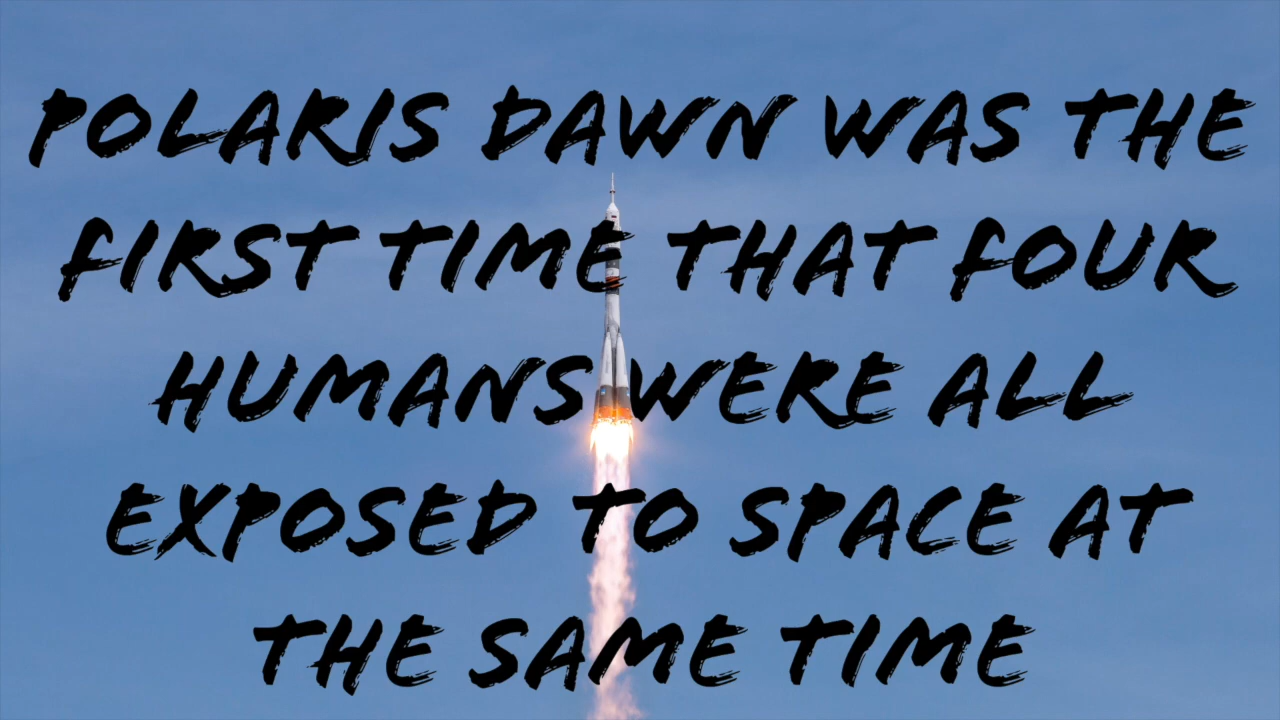 POLARIS DAWN WAS THE
FIRST TIME THAT FOUR
HUMANS WERE ALL
EXPOSED TO SPACE AT
THE SAME TIME